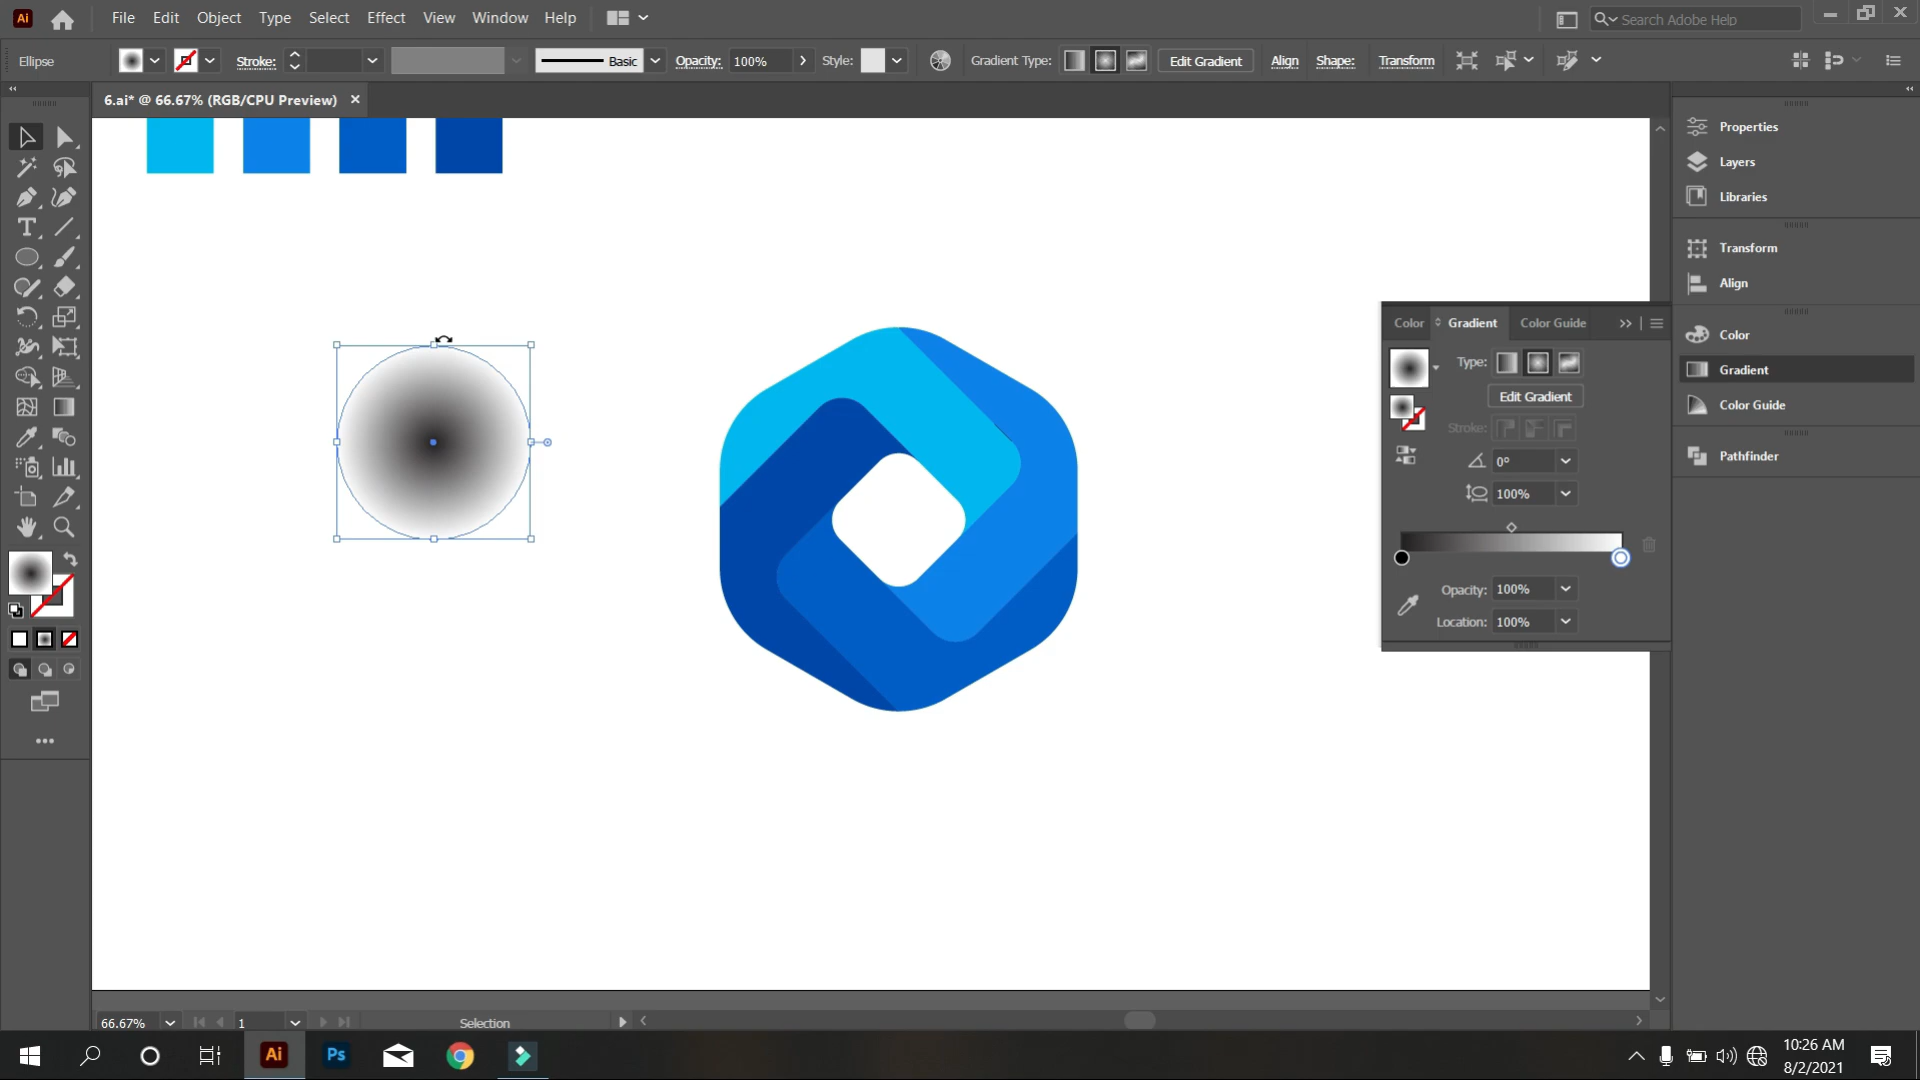 Ai File Edit Object Type Select Effect View Window Help Search Adobe Help
Ellipse Stroke: Basic Opacity: 100% Style: Gradient Type: Edit Gradient Align Shape: Transform
6.ai* @ 66.67% (RGB/CPU Preview)
Properties
Layers
Libraries
Transform
Align
Color
Gradient
Color Guide
Pathfinder
Color Gradient Color Guide
Type:
Edit Gradient
Stroke:
0°
100%
Opacity: 100%
Location: 100%
66.67% 1 Selection
Ai Ps
10:26 AM
8/2/2021